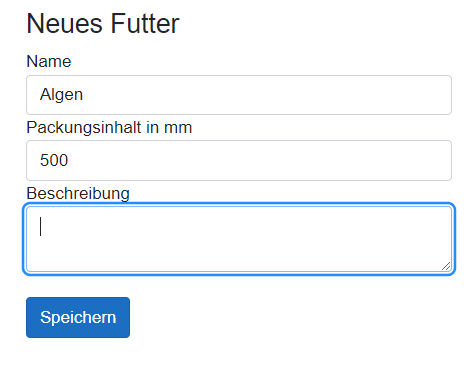 Neues Futter
Name
Algen
Packungsinhalt in mm
500
Beschreibung
Speichern